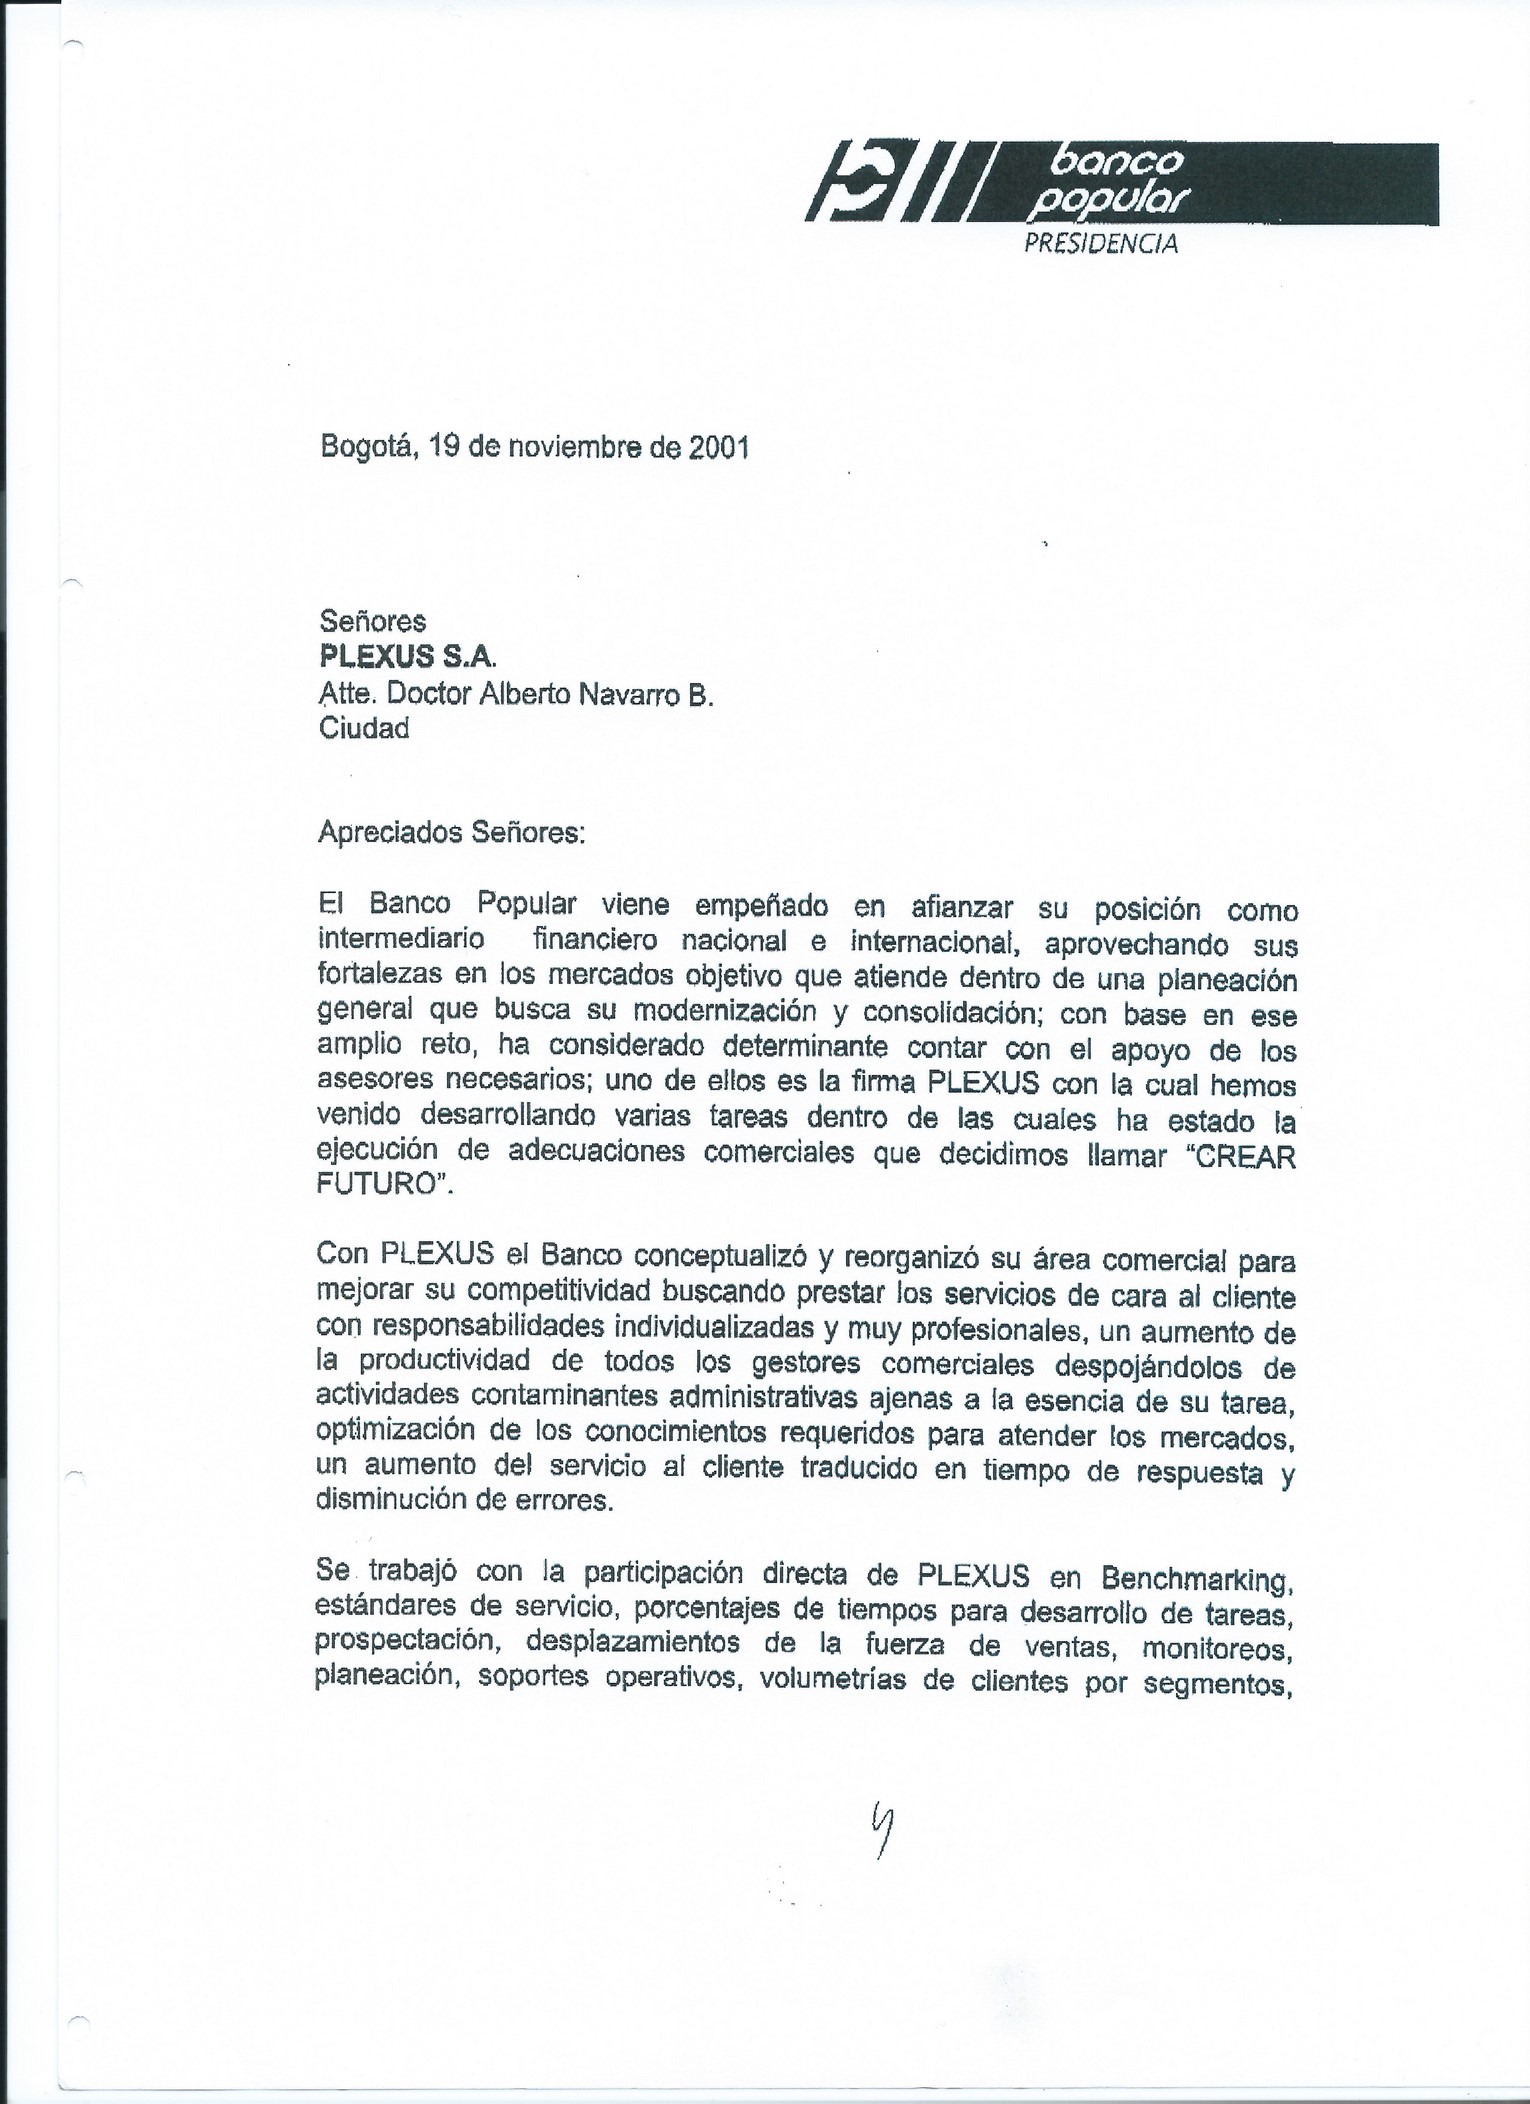 banco
popular
PRESIDENCIA
Bogotá, 19 de noviembre de 2001
Señores
PLEXUS S.A.
Atte. Doctor Alberto Navarro B.
Ciudad
Apreciados Señores:
El Banco Popular viene empeñado en afianzar su posición como
intermediario financiero nacional e internacional, aprovechando sus
fortalezas en los mercados objetivo que atiende dentro de una planeación
general que busca su modernización y consolidación; con base en ese
amplio reto, ha considerado determinante contar con el apoyo de los
asesores necesarios; uno de ellos es la firma PLEXUS con la cual hemos
venido desarrollando varias tareas dentro de las cuales ha estado la
ejecución de adecuaciones comerciales que decidimos llamar “CREAR
FUTURO”.
Con PLEXUS el Banco conceptualizó y reorganizó su área comercial para
mejorar su competitividad buscando prestar los servicios de cara al cliente
con responsabilidades individualizadas y muy profesionales, un aumento de
la productividad de todos los gestores comerciales despojándolos de
actividades contaminantes administrativas ajenas a la esencia de su tarea,
optimización de los conocimientos requeridos para atender los mercados,
un aumento del servicio al cliente traducido en tiempo de respuesta y
disminución de errores.
Se trabajó con la participación directa de PLEXUS en Benchmarking,
estándares de servicio, porcentajes de tiempos para desarrollo de tareas,
prospectación, desplazamientos de la fuerza de ventas, monitoreos,
planeación, soportes operativos, volumetrías de clientes por segmentos,